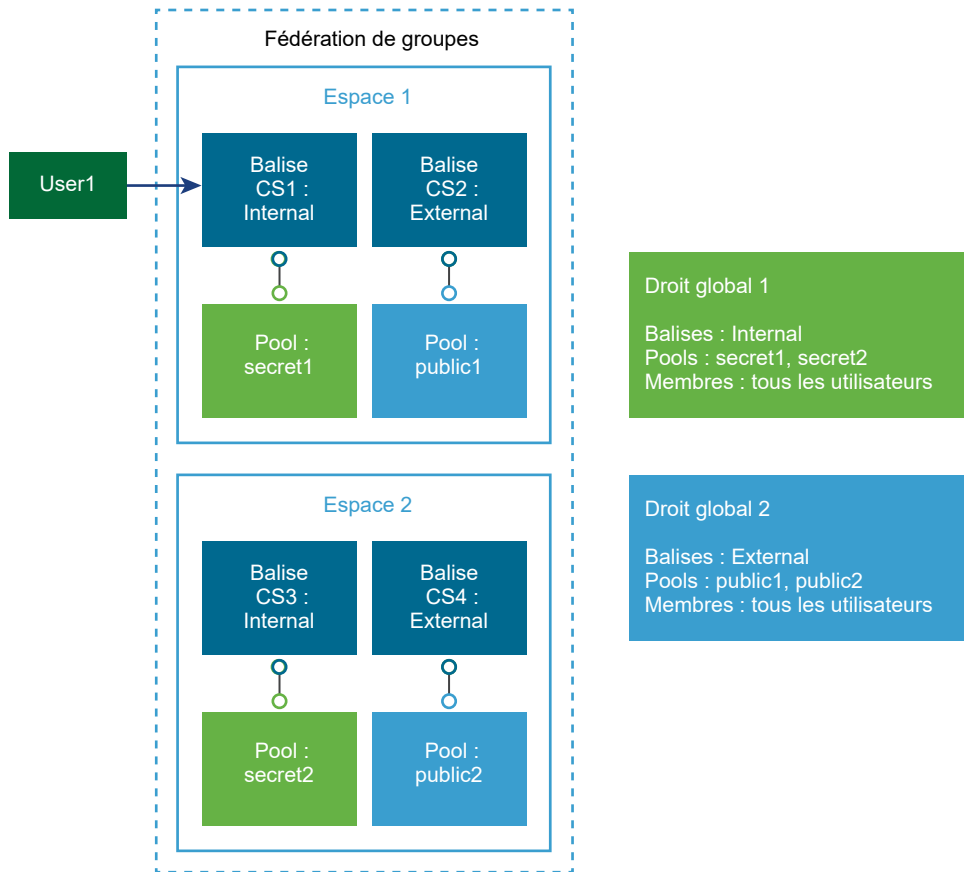 Fédération de groupes
Espace 1
User1
Balise
CS1 :
Internal
Balise
CS2 :
External
Pool :
secret1
Pool :
public1
Droit global 1
Balises : Internal
Pools : secret1, secret2
Membres : tous les utilisateurs
Espace 2
Balise
CS3 :
Internal
Balise
CS4 :
External
Pool :
secret2
Pool :
public2
Droit global 2
Balises : External
Pools : public1, public2
Membres : tous les utilisateurs